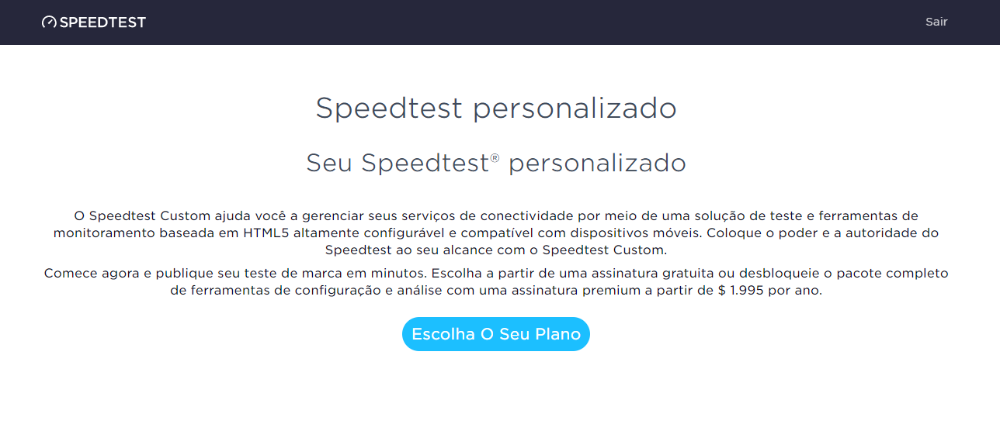 SPEEDTEST
Sair
Speedtest personalizado
Seu Speedtest® personalizado
O Speedtest Custom ajuda você a gerenciar seus serviços de conectividade por meio de uma solução de teste e ferramentas de
monitoramento baseada em HTML5 altamente configurável e compatível com dispositivos móveis. Coloque o poder e a autoridade do
Speedtest ao seu alcance com o Speedtest Custom.
Comece agora e publique seu teste de marca em minutos. Escolha a partir de uma assinatura gratuita ou desbloqueie o pacote completo
de ferramentas de configuração e análise com uma assinatura premium a partir de $ 1.995 por ano.
Escolha O Seu Plano